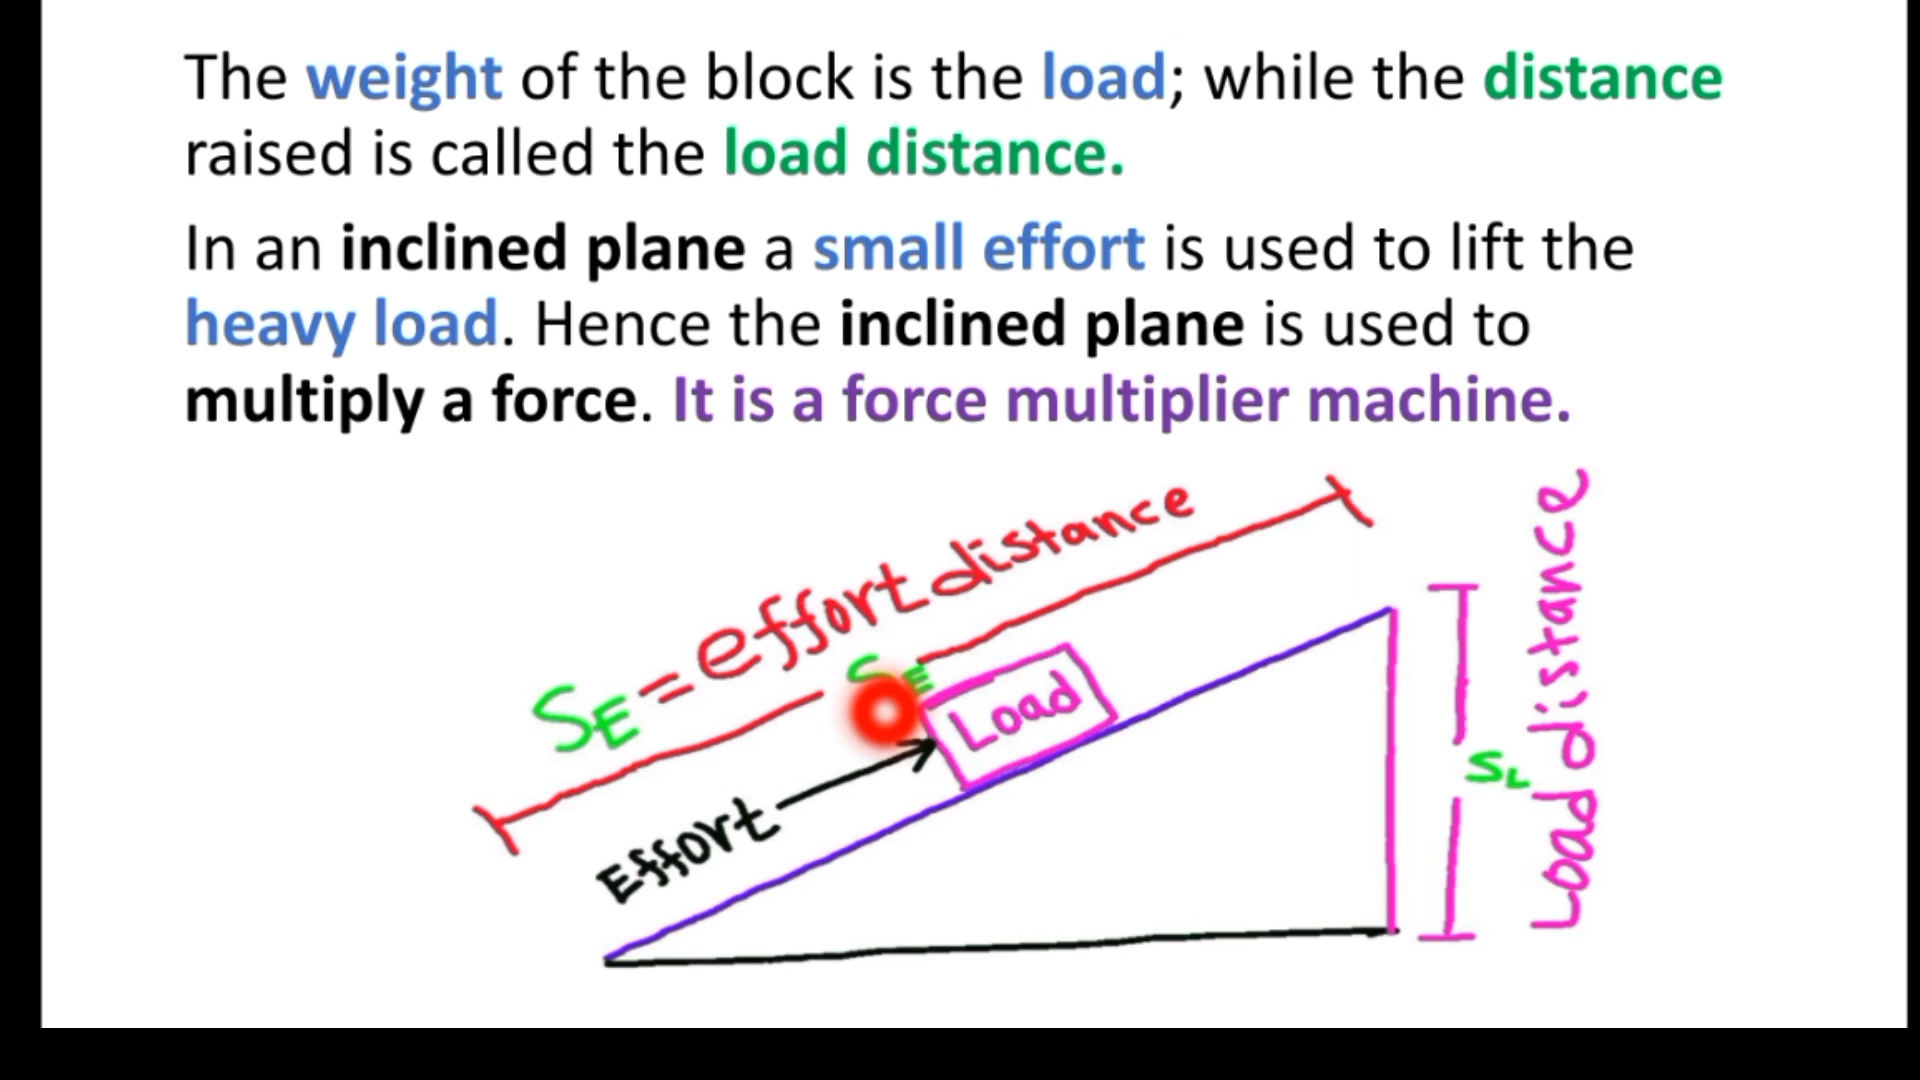 The weight of the block is the load; while the distance
raised is called the load distance.
In an inclined plane a small effort is used to lift the
heavy load. Hence the inclined plane is used to
multiply a force. It is a force multiplier machine.
SE = effort distance
SE
Load
Effort
SL
Load distance